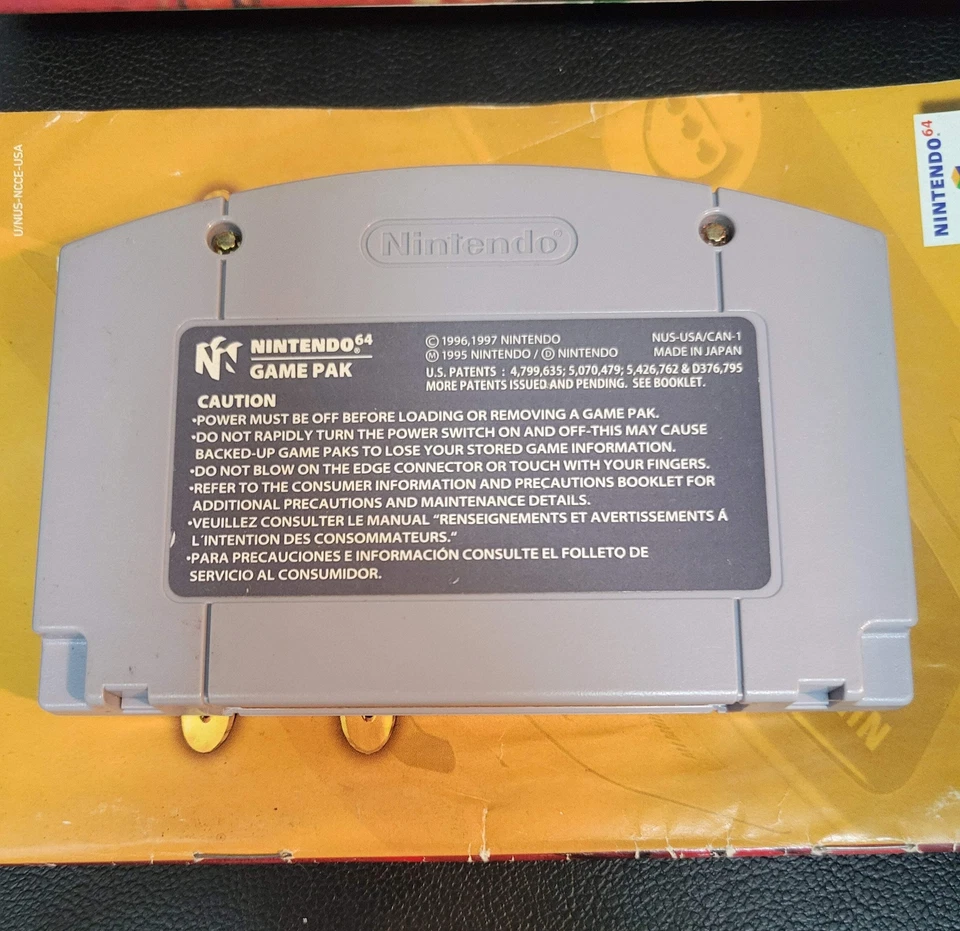 U/NUS-NCCE-USA
NINTENDO64
Nintendo®
NINTENDO64®
GAME PAK
© 1996,1997 NINTENDO
Ⓜ 1995 NINTENDO / Ⓓ NINTENDO
NUS-USA/CAN-1
MADE IN JAPAN
U.S. PATENTS : 4,799,635; 5,070,479; 5,426,762 & D376,795
MORE PATENTS ISSUED AND PENDING. SEE BOOKLET.
CAUTION
•POWER MUST BE OFF BEFORE LOADING OR REMOVING A GAME PAK.
•DO NOT RAPIDLY TURN THE POWER SWITCH ON AND OFF-THIS MAY CAUSE
BACKED-UP GAME PAKS TO LOSE YOUR STORED GAME INFORMATION.
•DO NOT BLOW ON THE EDGE CONNECTOR OR TOUCH WITH YOUR FINGERS.
•REFER TO THE CONSUMER INFORMATION AND PRECAUTIONS BOOKLET FOR
ADDITIONAL PRECAUTIONS AND MAINTENANCE DETAILS.
•VEUILLEZ CONSULTER LE MANUAL "RENSEIGNEMENTS ET AVERTISSEMENTS Á
L'INTENTION DES CONSOMMATEURS."
•PARA PRECAUCIONES E INFORMACIÓN CONSULTE EL FOLLETO DE
SERVICIO AL CONSUMIDOR.